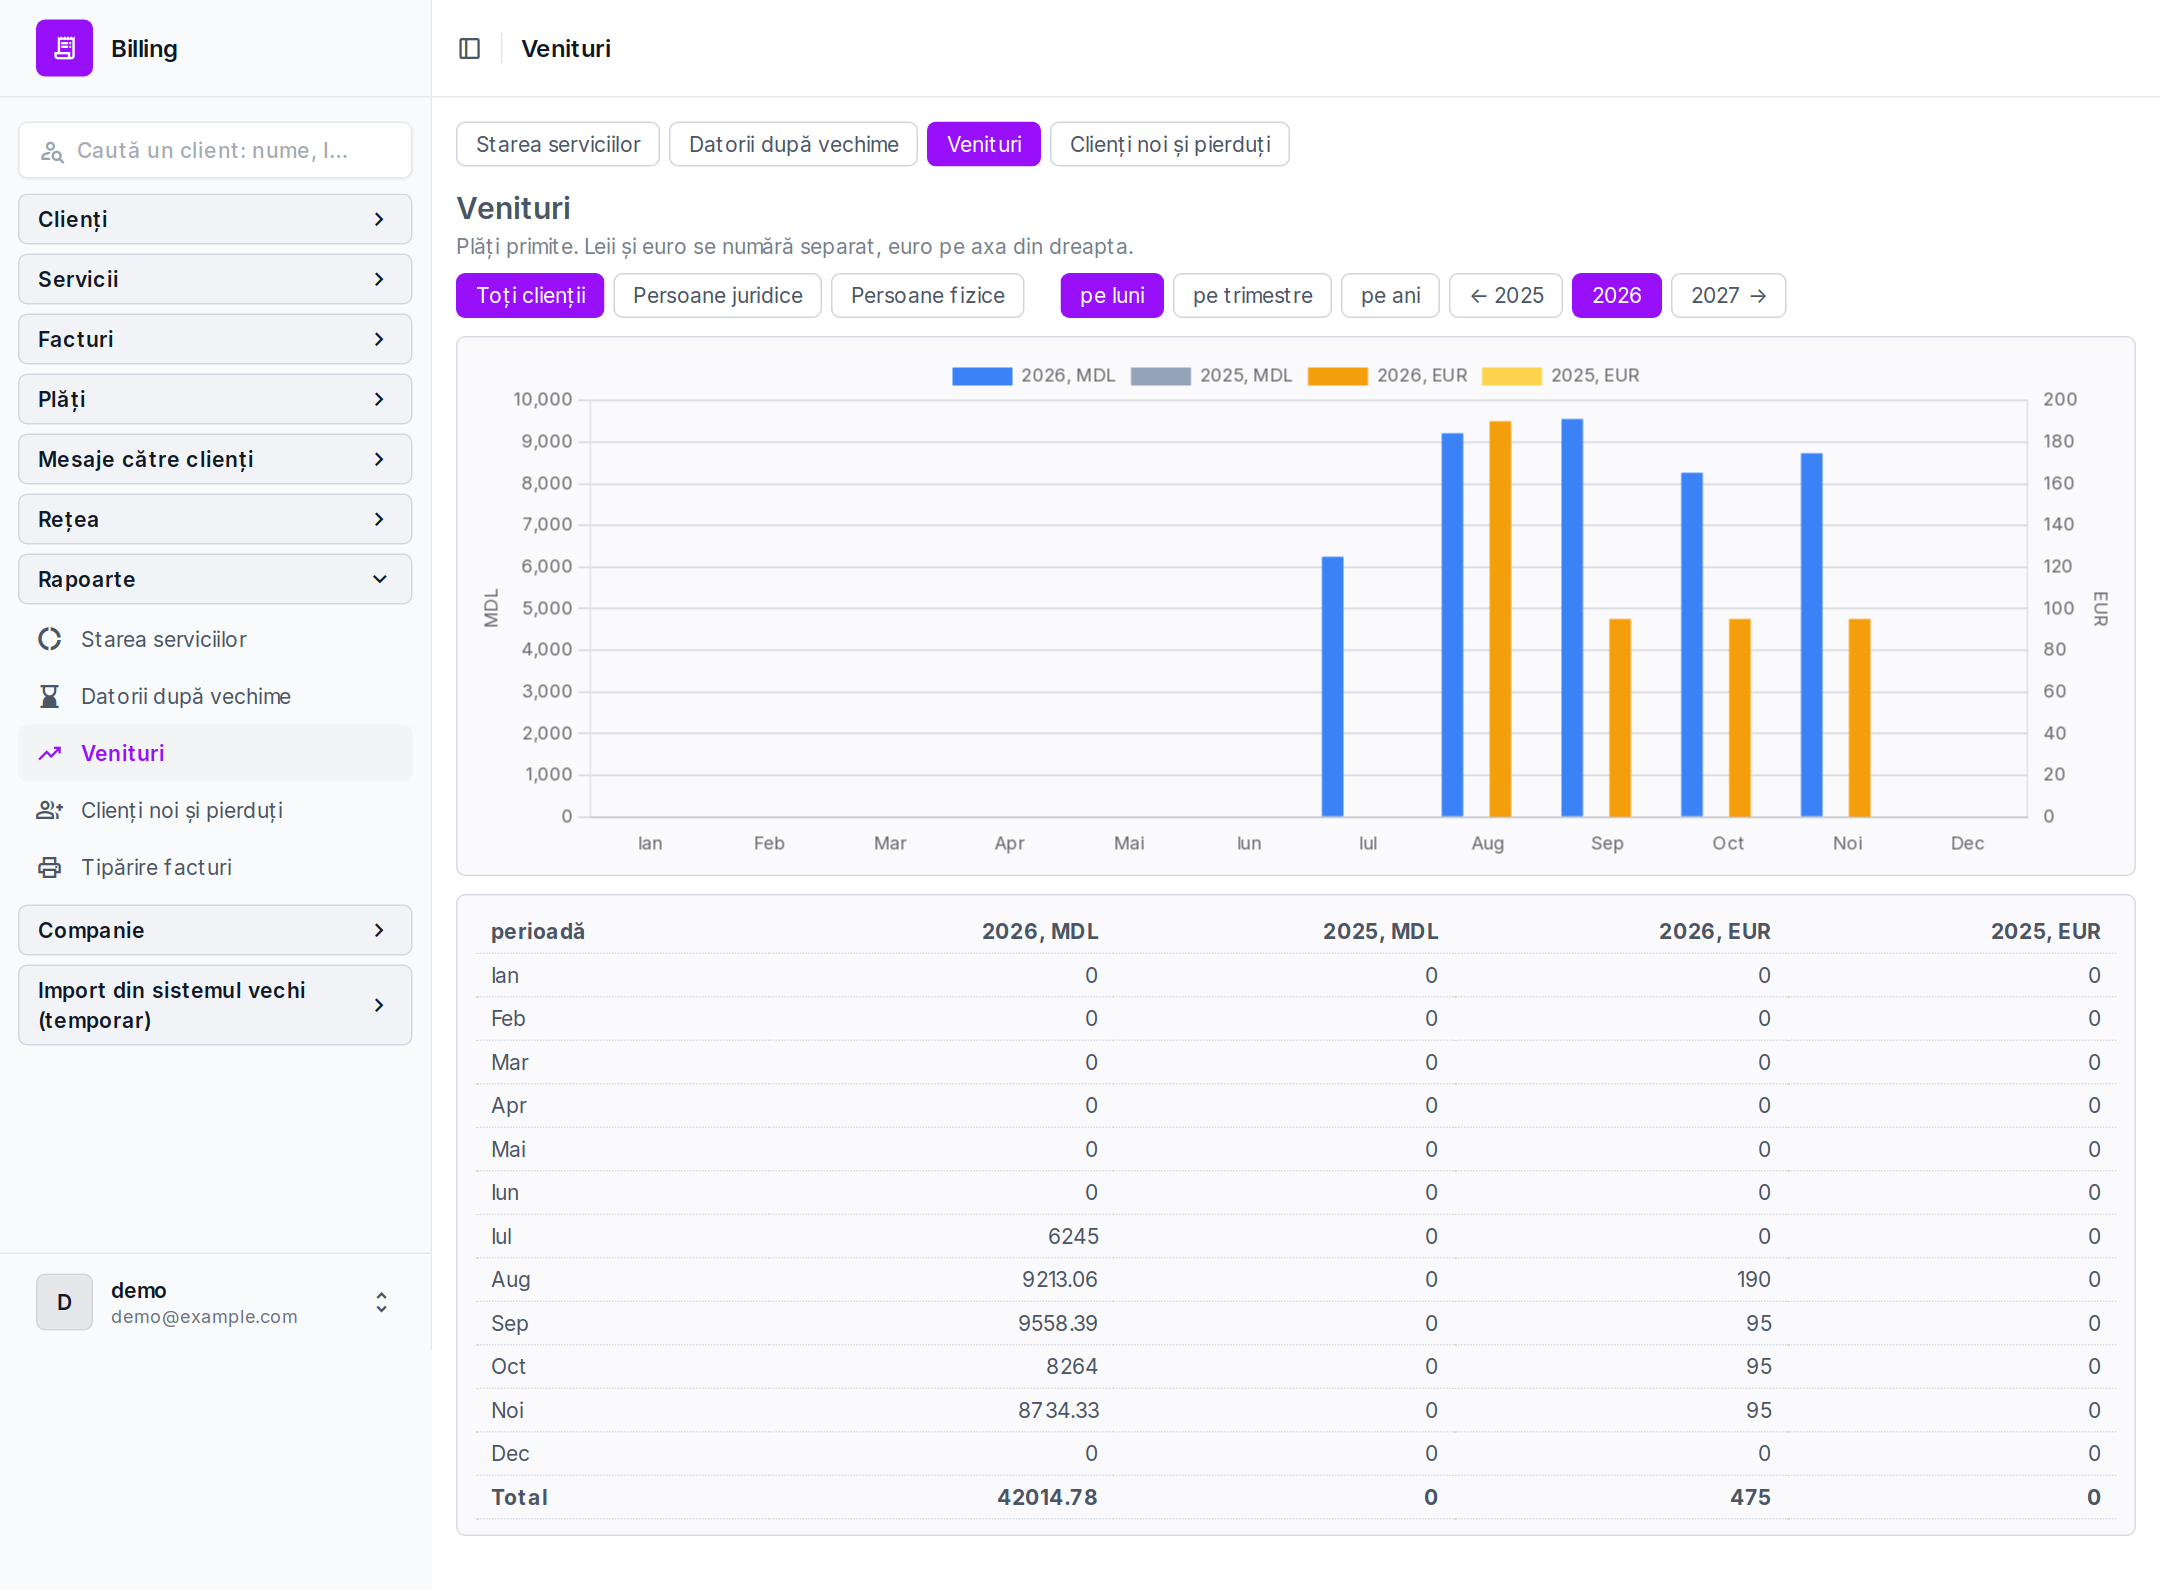 Billing
Venituri
Caută un client: nume, l...
Clienți
Servicii
Facturi
Plăți
Mesaje către clienți
Rețea
Rapoarte
Starea serviciilor
Datorii după vechime
Venituri
Clienți noi și pierduți
Tipărire facturi
Companie
Import din sistemul vechi
(temporar)
D
demo
demo@example.com
Starea serviciilor Datorii după vechime Venituri Clienți noi și pierduți
Venituri
Plăți primite. Leii și euro se numără separat, euro pe axa din dreapta.
Toți clienții Persoane juridice Persoane fizice pe luni pe trimestre pe ani ← 2025 2026 2027 →
2026, MDL 2025, MDL 2026, EUR 2025, EUR
10,000 200
9,000 180
8,000 160
7,000 140
6,000 120
5,000 100
4,000 80
3,000 60
2,000 40
1,000 20
0 0
MDL
EUR
Ian Feb Mar Apr Mai Iun Iul Aug Sep Oct Noi Dec
perioadă 2026, MDL 2025, MDL 2026, EUR 2025, EUR
Ian 0 0 0 0
Feb 0 0 0 0
Mar 0 0 0 0
Apr 0 0 0 0
Mai 0 0 0 0
Iun 0 0 0 0
Iul 6245 0 0 0
Aug 9213.06 0 190 0
Sep 9558.39 0 95 0
Oct 8264 0 95 0
Noi 8734.33 0 95 0
Dec 0 0 0 0
Total 42014.78 0 475 0